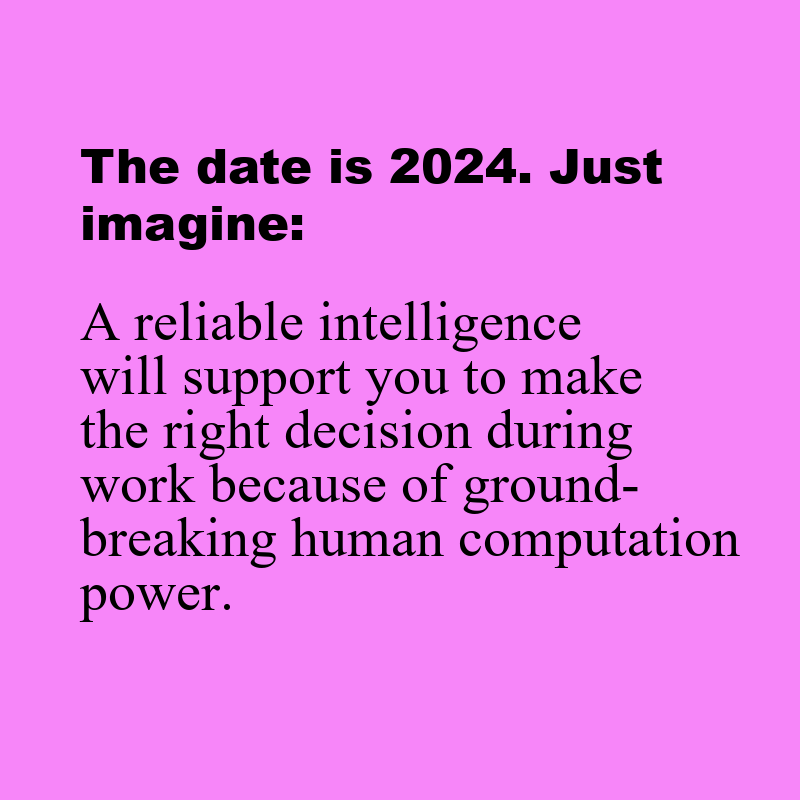 The date is 2024. Just
imagine:
A reliable intelligence
will support you to make
the right decision during
work because of ground-
breaking human computation
power.